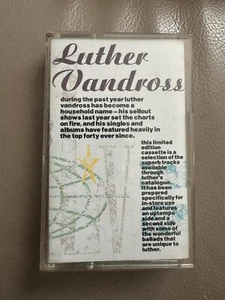 Luther
Vandross
during the past year luther
vandross has become a
household name – his sellout
shows last year set the charts
on fire, and his singles and
albums have featured heavily in
the top forty ever since.
this limited
edition
cassette is a
selection of the
superb tracks
available
through
luther's
catalogue.
it has been
prepared
specifically for
in-store use
and features
an uptempo
side and a
second side
with some of
the wonderful
ballads that
are unique to
luther.